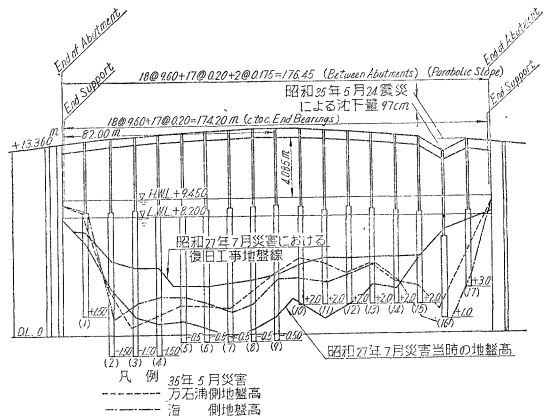 End of Abutment
End of Abutment
End Support
End Support
18@9.60+17@0.20+2@0.175=176.45 (Between Abutments) (Parabolic Slope)
昭和35年5月24震災
による沈下量97cm
18@9.60+17@0.20=174.20 m (c.to c. End Bearings)
+13.360 m
82.00 m
4.085 m
H.W.L +9.450
L.W.L +8.200
昭和27年7月災害における
復旧工事地盤線
DL. 0
+1.50
-1.50
-1.50
-1.50
-0.5
-0.5
-0.5
-0.5
-0.50
+2.0
+2.0
+2.0
+2.0
+2.0
+2.0
+1.0
+3.0
(1)
(2)
(3)
(4)
(5)
(6)
(7)
(8)
(9)
(10)
(11)
(12)
(13)
(14)
(15)
(16)
(17)
昭和27年7月災害当時の地盤高
凡 例
35年5月災害
万石浦側地盤高
海 側地盤高